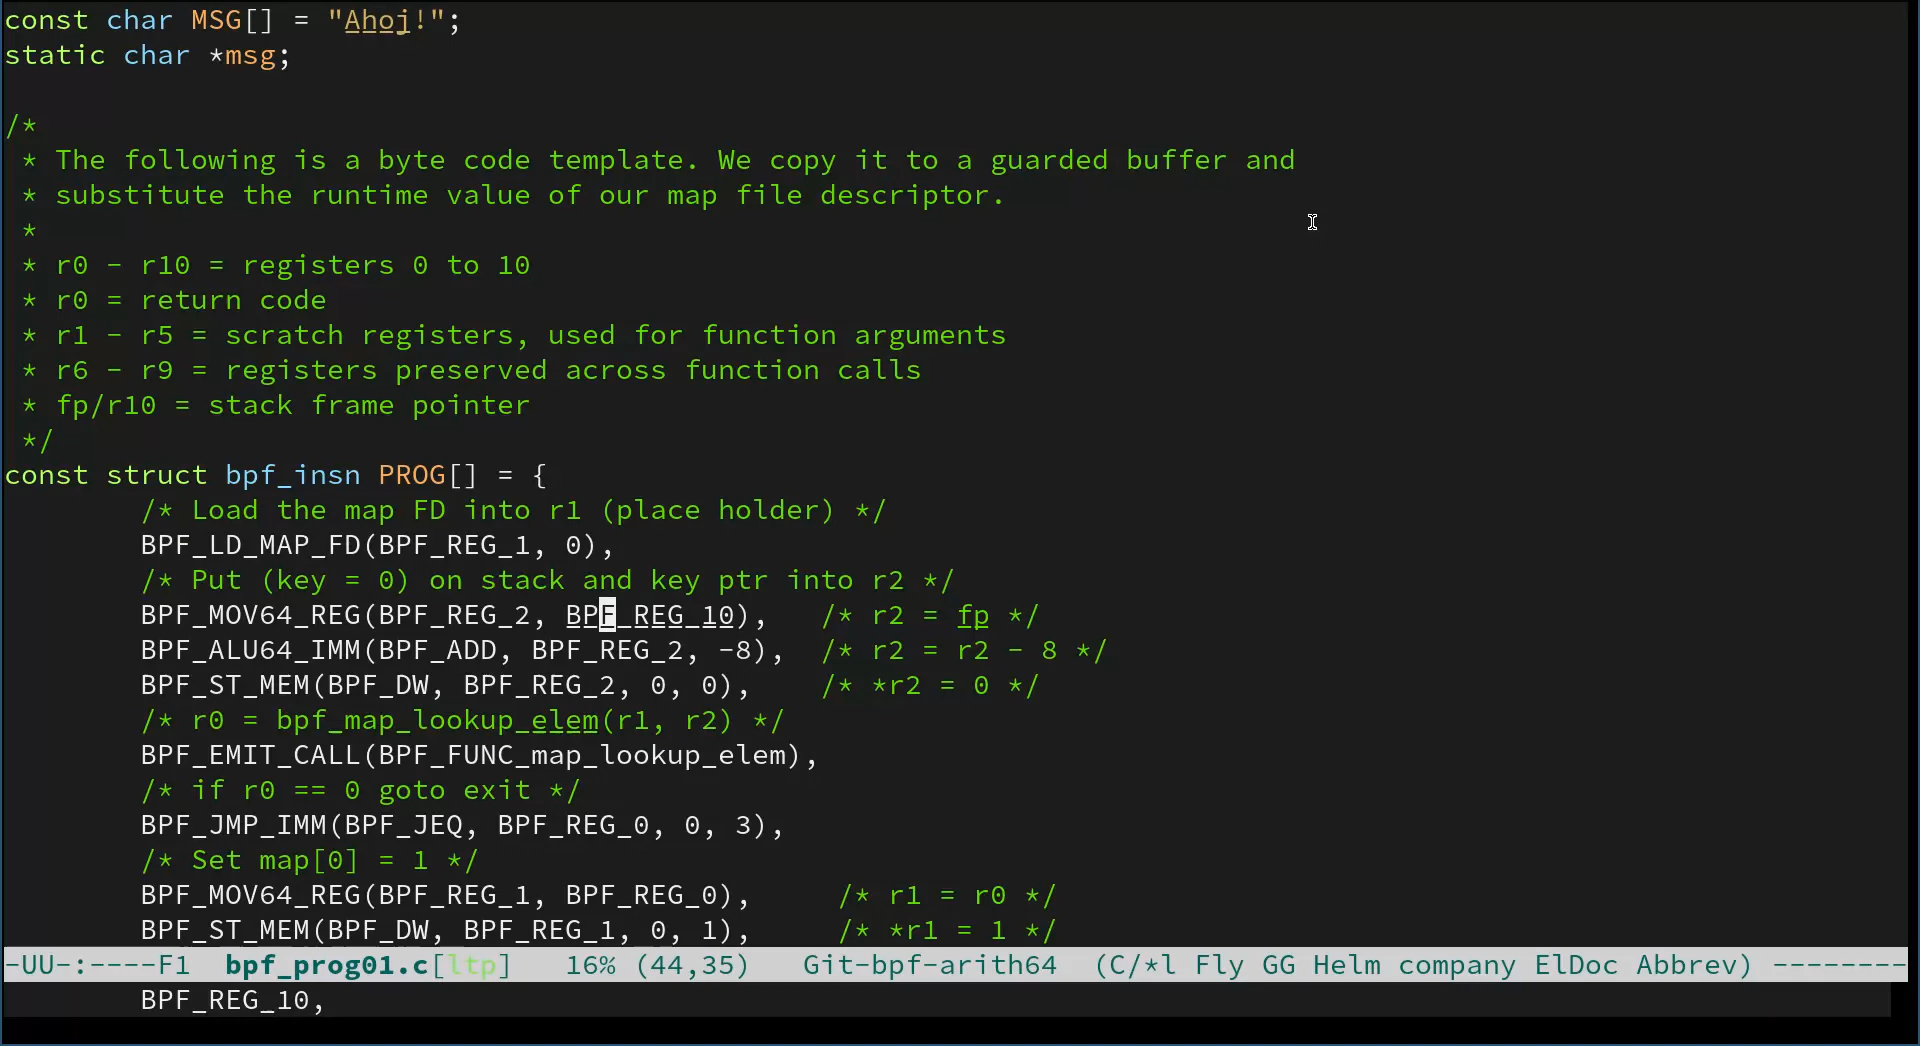 const char MSG[] = "Ahoj!";
static char *msg;
/*
 * The following is a byte code template. We copy it to a guarded buffer and
 * substitute the runtime value of our map file descriptor.
 *
 * r0 - r10 = registers 0 to 10
 * r0 = return code
 * r1 - r5 = scratch registers, used for function arguments
 * r6 - r9 = registers preserved across function calls
 * fp/r10 = stack frame pointer
 */
const struct bpf_insn PROG[] = {
        /* Load the map FD into r1 (place holder) */
        BPF_LD_MAP_FD(BPF_REG_1, 0),
        /* Put (key = 0) on stack and key ptr into r2 */
        BPF_MOV64_REG(BPF_REG_2, BPF_REG_10),   /* r2 = fp */
        BPF_ALU64_IMM(BPF_ADD, BPF_REG_2, -8),  /* r2 = r2 - 8 */
        BPF_ST_MEM(BPF_DW, BPF_REG_2, 0, 0),    /* *r2 = 0 */
        /* r0 = bpf_map_lookup_elem(r1, r2) */
        BPF_EMIT_CALL(BPF_FUNC_map_lookup_elem),
        /* if r0 == 0 goto exit */
        BPF_JMP_IMM(BPF_JEQ, BPF_REG_0, 0, 3),
        /* Set map[0] = 1 */
        BPF_MOV64_REG(BPF_REG_1, BPF_REG_0),     /* r1 = r0 */
        BPF_ST_MEM(BPF_DW, BPF_REG_1, 0, 1),     /* *r1 = 1 */
-UU-:----F1  bpf_prog01.c[ltp]   16% (44,35)   Git-bpf-arith64  (C/*l Fly GG Helm company ElDoc Abbrev) --------
        BPF_REG_10,